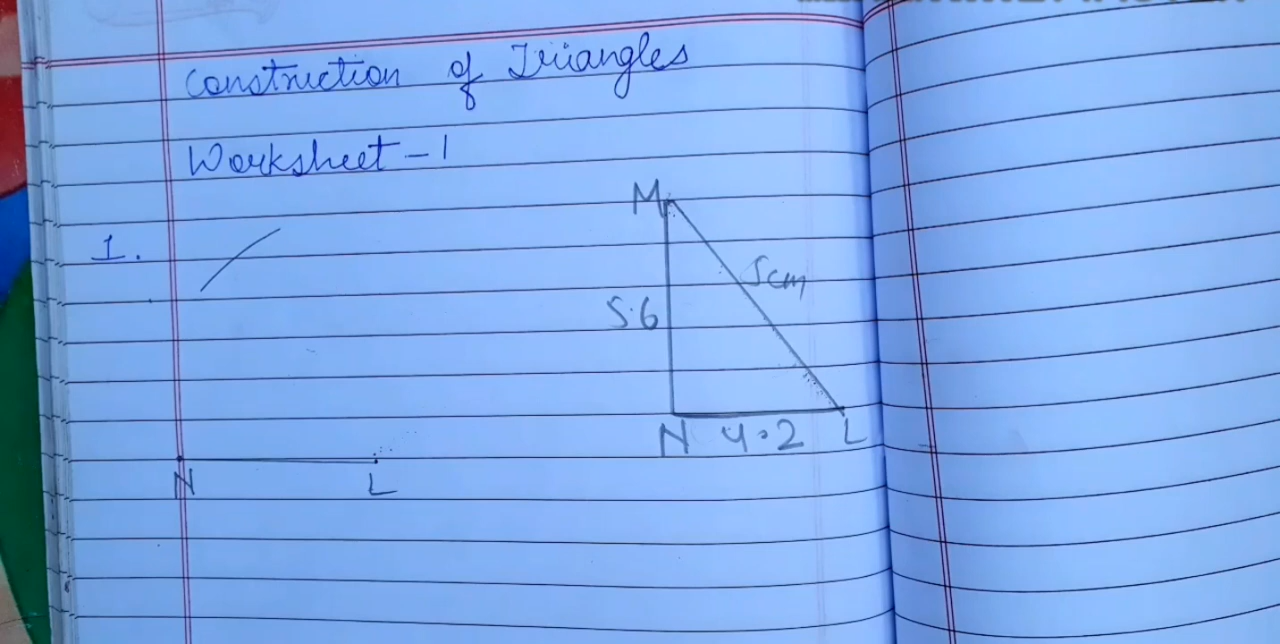 Construction of Triangles
Worksheet - 1
1.
M
5cm
5.6
N 4.2 L
N L